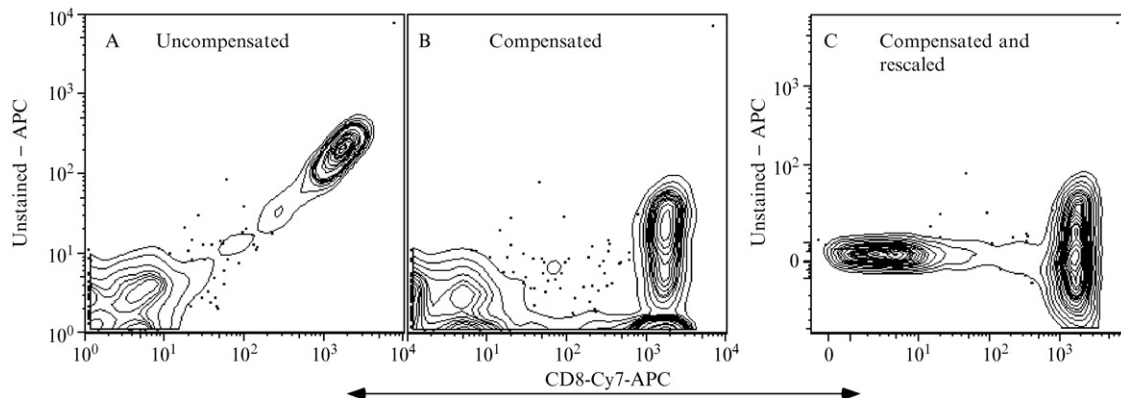 A Uncompensated
B Compensated
C Compensated and
rescaled
Unstained – APC
10^4
10^3
10^2
10^1
10^0
10^0 10^1 10^2 10^3 10^4
10^1 10^2 10^3 10^4
Unstained – APC
10^3
10^2
0
0 10^1 10^2 10^3
CD8-Cy7-APC